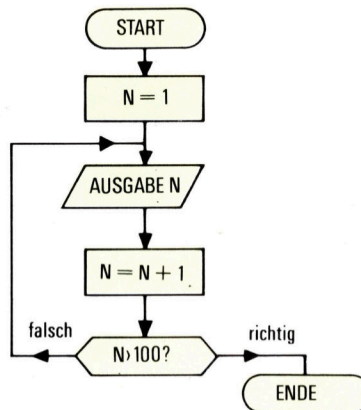 START
N = 1
AUSGABE N
N = N + 1
falsch
N>100?
richtig
ENDE